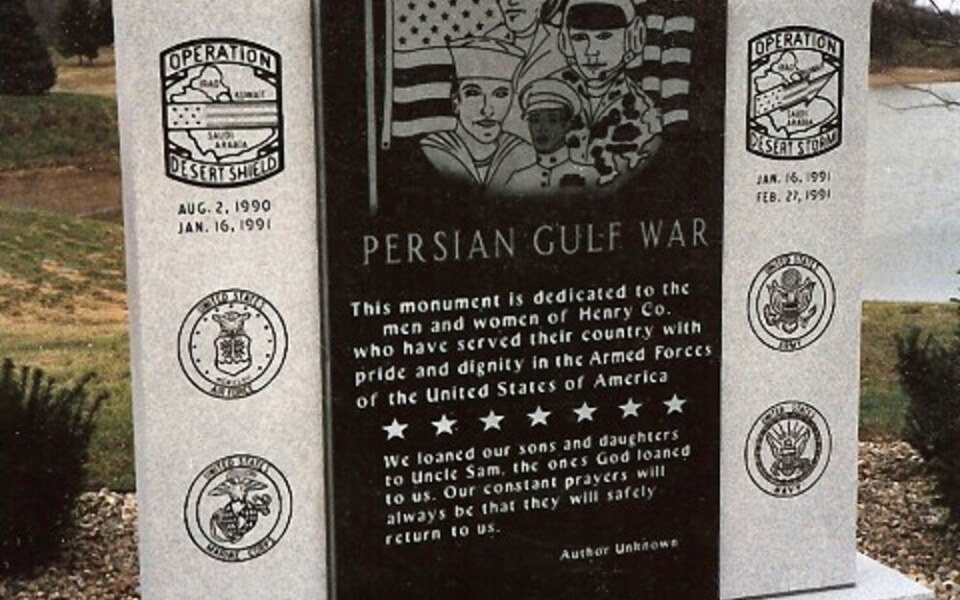 OPERATION
IRAQ
KUWAIT
SAUDI
ARABIA
DESERT SHIELD
AUG. 2, 1990
JAN. 16, 1991
UNITED STATES
AIR FORCE
UNITED STATES
MARINE CORPS
PERSIAN GULF WAR
This monument is dedicated to the
men and women of Henry Co.
who have served their country with
pride and dignity in the Armed Forces
of the United States of America
We loaned our sons and daughters
to Uncle Sam, the ones God loaned
to us. Our constant prayers will
always be that they will safely
return to us.
Author Unknown
OPERATION
IRAQ
SAUDI
ARABIA
DESERT STORM
JAN. 16, 1991
FEB. 27, 1991
UNITED STATES
ARMY
UNITED STATES
NAVY